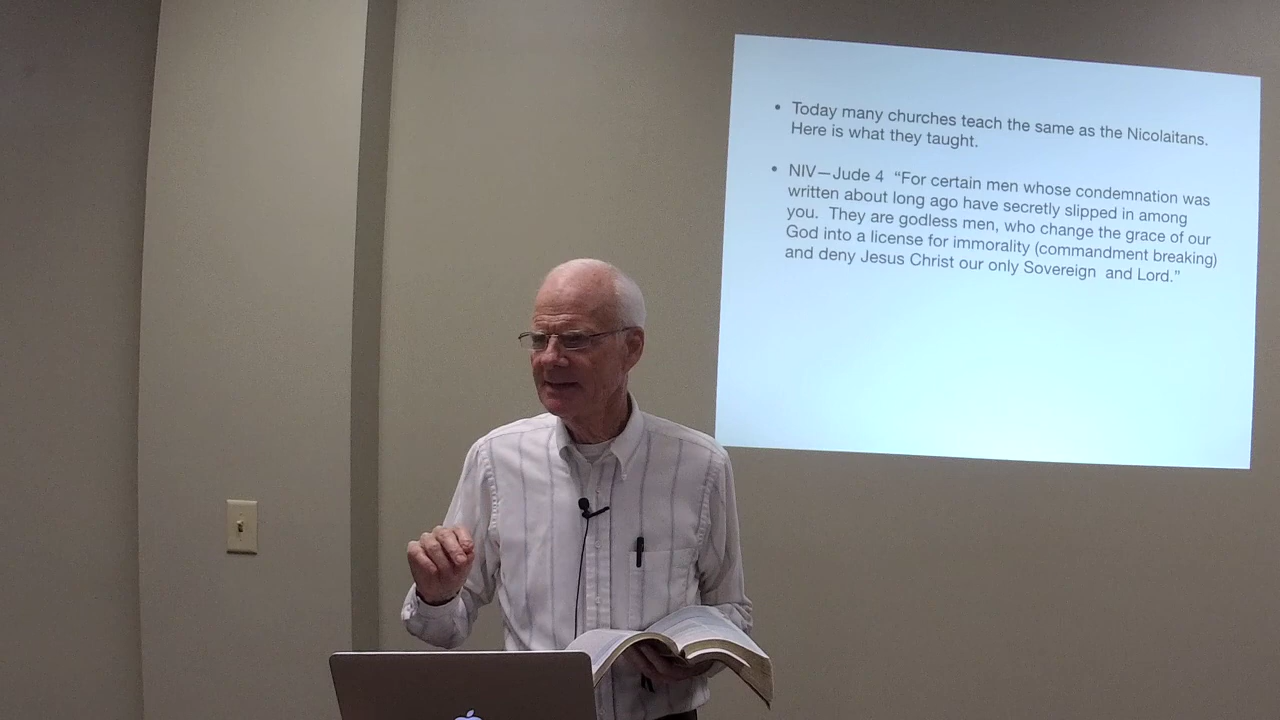 • Today many churches teach the same as the Nicolaitans.
Here is what they taught.
• NIV—Jude 4  “For certain men whose condemnation was
written about long ago have secretly slipped in among
you.  They are godless men, who change the grace of our
God into a license for immorality (commandment breaking)
and deny Jesus Christ our only Sovereign  and Lord.”